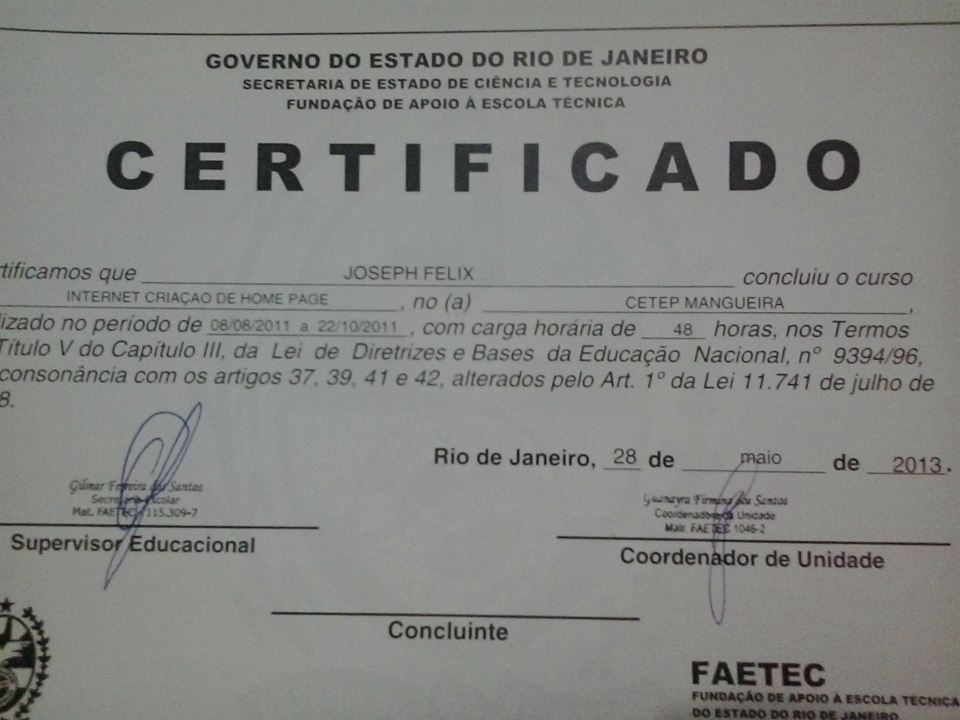 GOVERNO DO ESTADO DO RIO DE JANEIRO
SECRETARIA DE ESTADO DE CIÊNCIA E TECNOLOGIA
FUNDAÇÃO DE APOIO À ESCOLA TÉCNICA
CERTIFICADO
tificamos que JOSEPH FELIX concluiu o curso
INTERNET CRIAÇAO DE HOME PAGE, no (a) CETEP MANGUEIRA,
lizado no período de 08/08/2011 a 22/10/2011, com carga horária de 48 horas, nos Termos
Título V do Capítulo III, da Lei de Diretrizes e Bases da Educação Nacional, nº 9394/96,
consonância com os artigos 37, 39, 41 e 42, alterados pelo Art. 1º da Lei 11.741 de julho de
8.
Rio de Janeiro, 28 de maio de 2013.
Gilmar Ferreira dos Santos
Secretário Escolar
Mat. FAETEC 115.309-7
Supervisor Educacional
Firmino dos Santos
Coordenador da Unidade
Matr. FAETEC 1046-2
Coordenador de Unidade
Concluinte
FAETEC
FUNDAÇÃO DE APOIO À ESCOLA TÉCNICA
DO ESTADO DO RIO DE JANEIRO